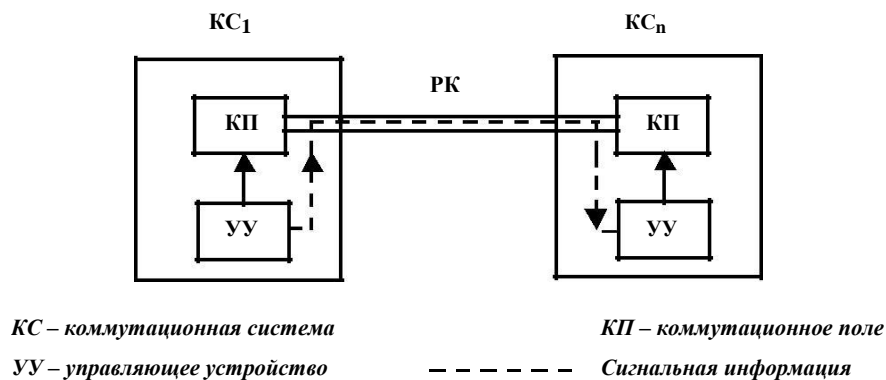 КС1 КСn
РК
КП КП
УУ УУ
КС – коммутационная система КП – коммутационное поле
УУ – управляющее устройство Сигнальная информация